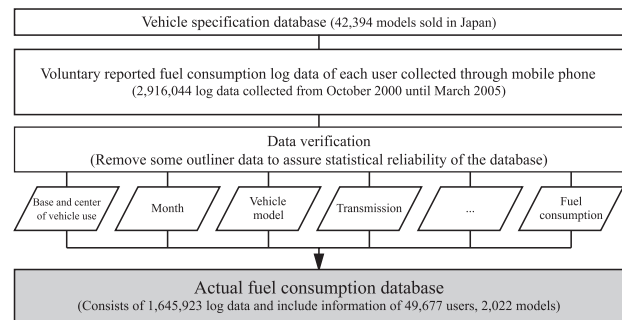 Vehicle specification database (42,394 models sold in Japan)
Voluntary reported fuel consumption log data of each user collected through mobile phone
(2,916,044 log data collected from October 2000 until March 2005)
Data verification
(Remove some outliner data to assure statistical reliability of the database)
Base and center
of vehicle use
Month
Vehicle
model
Transmission
...
Fuel
consumption
Actual fuel consumption database
(Consists of 1,645,923 log data and include information of 49,677 users, 2,022 models)